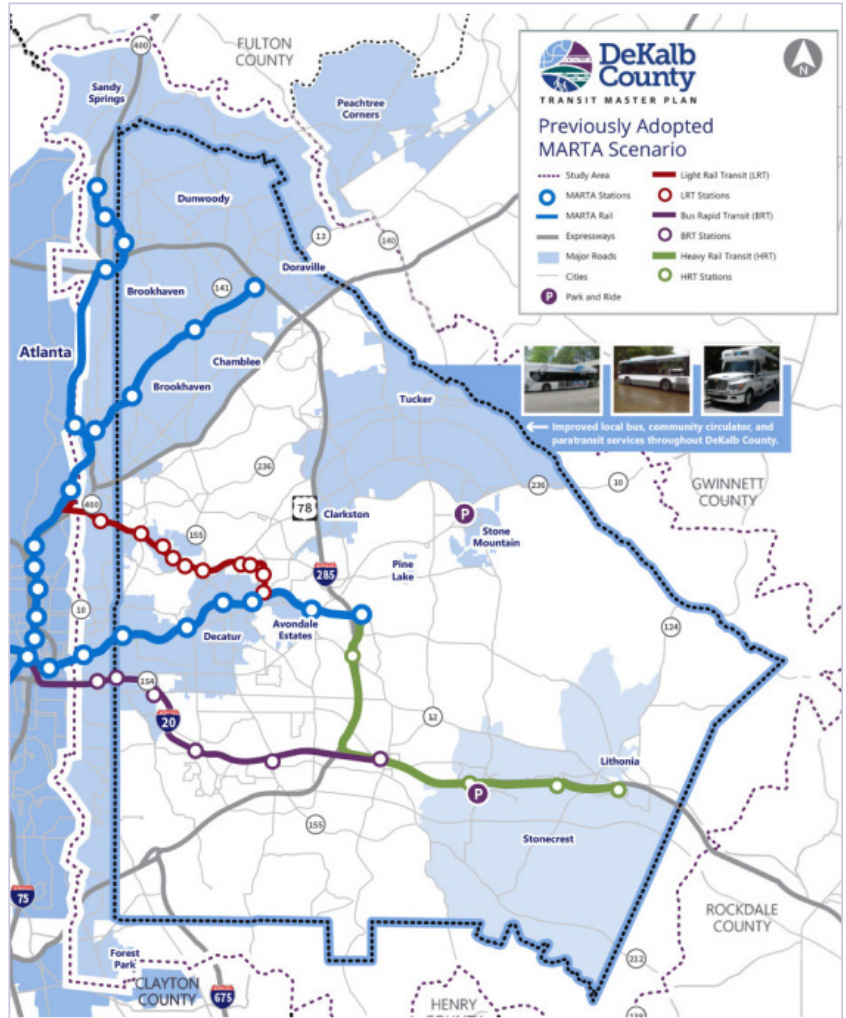 DeKalb
County
TRANSIT MASTER PLAN
N
Previously Adopted
MARTA Scenario
Study Area
MARTA Stations
MARTA Rail
Expressways
Major Roads
Cities
P
Park and Ride
Light Rail Transit (LRT)
LRT Stations
Bus Rapid Transit (BRT)
BRT Stations
Heavy Rail Transit (HRT)
HRT Stations
400
FULTON
COUNTY
Sandy
Springs
Peachtree
Corners
Dunwoody
13
140
Doraville
Brookhaven
141
Atlanta
Chamblee
Brookhaven
Tucker
← Improved local bus, community circulator, and
paratransit services throughout DeKalb County.
236
236
10
GWINNETT
COUNTY
400
155
78
Clarkston
P
Stone
Mountain
285
Pine
Lake
10
Decatur
Avondale
Estates
124
154
20
12
Lithonia
P
155
Stonecrest
75
ROCKDALE
COUNTY
Forest
Park
212
CLAYTON
COUNTY
675
HENRY
COUNTY
138